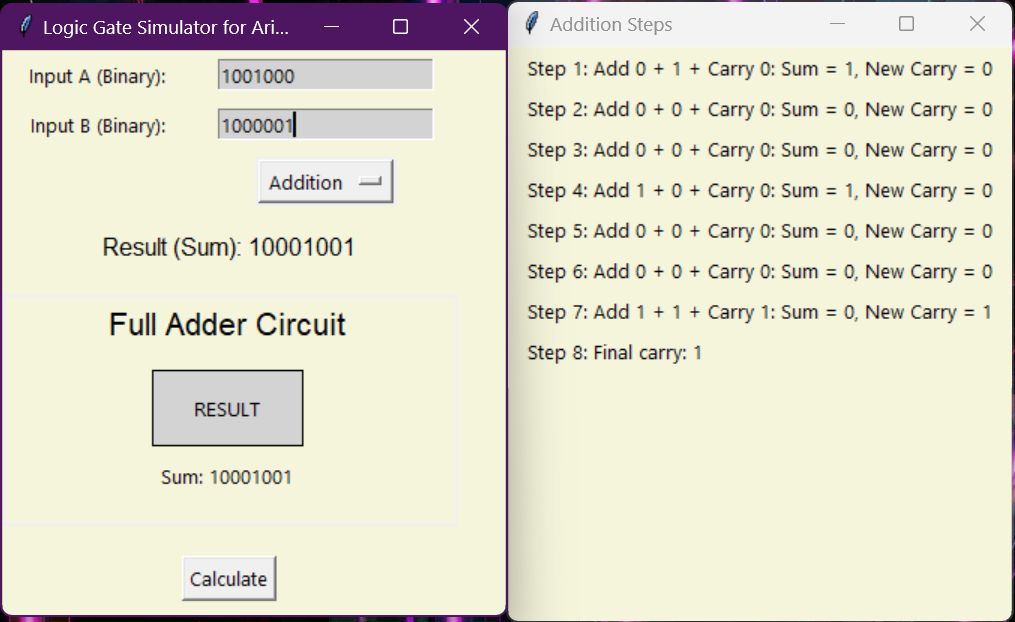 Logic Gate Simulator for Ari...
Input A (Binary): 1001000
Input B (Binary): 1000001
Addition
Result (Sum): 10001001
Full Adder Circuit
RESULT
Sum: 10001001
Calculate
Addition Steps
Step 1: Add 0 + 1 + Carry 0: Sum = 1, New Carry = 0
Step 2: Add 0 + 0 + Carry 0: Sum = 0, New Carry = 0
Step 3: Add 0 + 0 + Carry 0: Sum = 0, New Carry = 0
Step 4: Add 1 + 0 + Carry 0: Sum = 1, New Carry = 0
Step 5: Add 0 + 0 + Carry 0: Sum = 0, New Carry = 0
Step 6: Add 0 + 0 + Carry 0: Sum = 0, New Carry = 0
Step 7: Add 1 + 1 + Carry 1: Sum = 0, New Carry = 1
Step 8: Final carry: 1